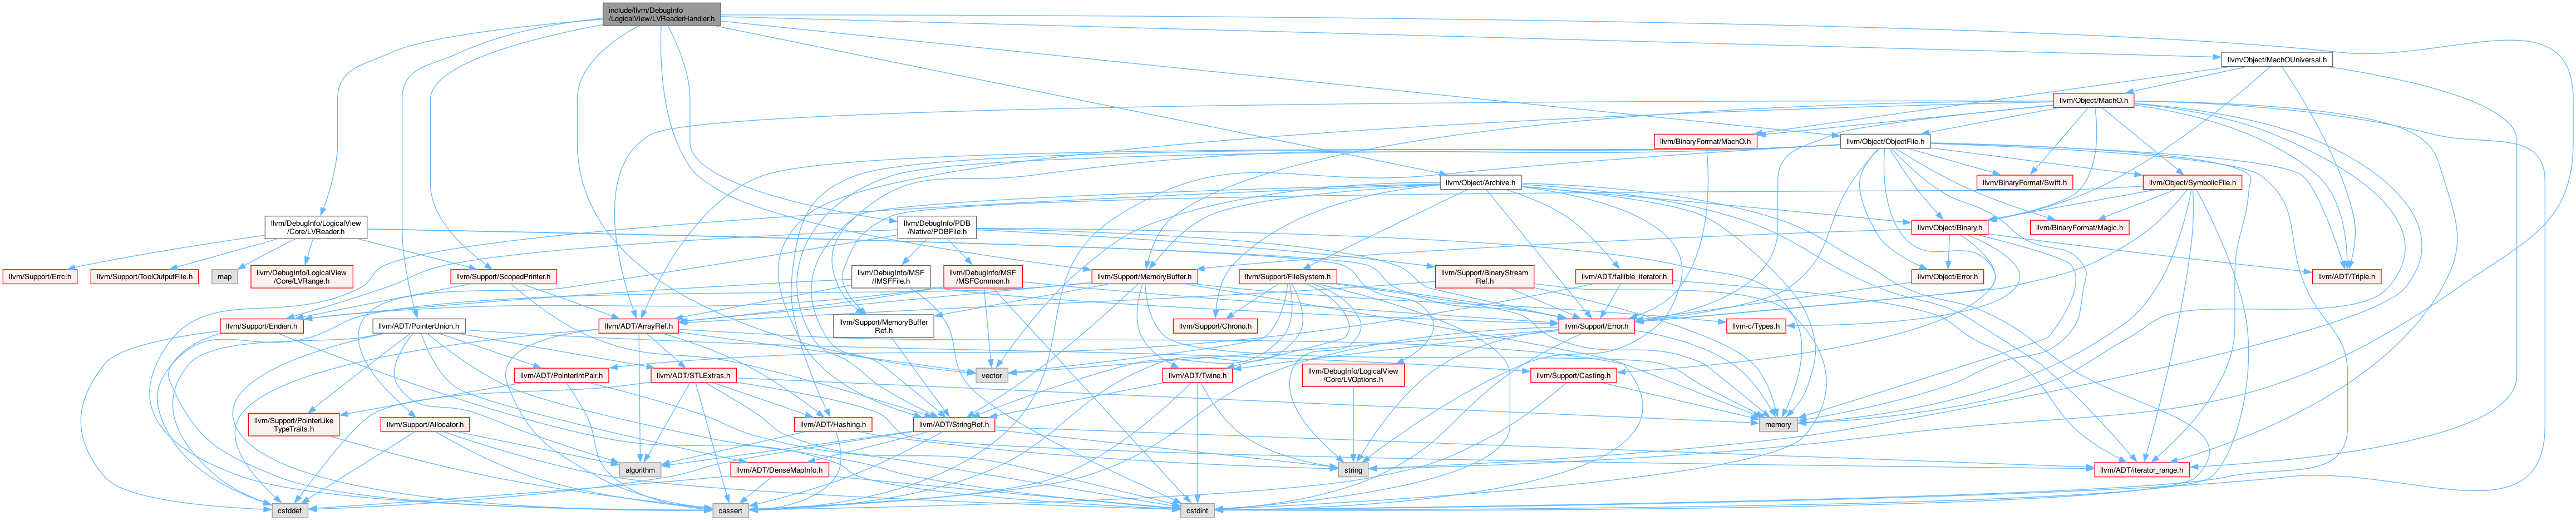 include/llvm/DebugInfo
/LogicalView/LVReaderHandler.h
llvm/Object/MachOUniversal.h
llvm/Object/MachO.h
llvm/BinaryFormat/MachO.h
llvm/Object/ObjectFile.h
llvm/Object/Archive.h
llvm/BinaryFormat/Swift.h
llvm/Object/SymbolicFile.h
llvm/DebugInfo/LogicalView
/Core/LVReader.h
llvm/DebugInfo/PDB
/Native/PDBFile.h
llvm/Object/Binary.h
llvm/BinaryFormat/Magic.h
llvm/Support/Errc.h
llvm/Support/ToolOutputFile.h
map
llvm/DebugInfo/LogicalView
/Core/LVRange.h
llvm/Support/ScopedPrinter.h
llvm/DebugInfo/MSF
/IMSFFile.h
llvm/DebugInfo/MSF
/MSFCommon.h
llvm/Support/MemoryBuffer.h
llvm/Support/FileSystem.h
llvm/Support/BinaryStream
Ref.h
llvm/ADT/fallible_iterator.h
llvm/Object/Error.h
llvm/ADT/Triple.h
llvm/Support/Endian.h
llvm/ADT/PointerUnion.h
llvm/ADT/ArrayRef.h
llvm/Support/MemoryBuffer
Ref.h
llvm/Support/Chrono.h
llvm/Support/Error.h
llvm-c/Types.h
llvm/ADT/PointerIntPair.h
llvm/ADT/STLExtras.h
vector
llvm/ADT/Twine.h
llvm/DebugInfo/LogicalView
/Core/LVOptions.h
llvm/Support/Casting.h
llvm/Support/PointerLike
TypeTraits.h
llvm/Support/Allocator.h
llvm/ADT/Hashing.h
llvm/ADT/StringRef.h
memory
algorithm
llvm/ADT/DenseMapInfo.h
string
llvm/ADT/iterator_range.h
cstddef
cassert
cstdint